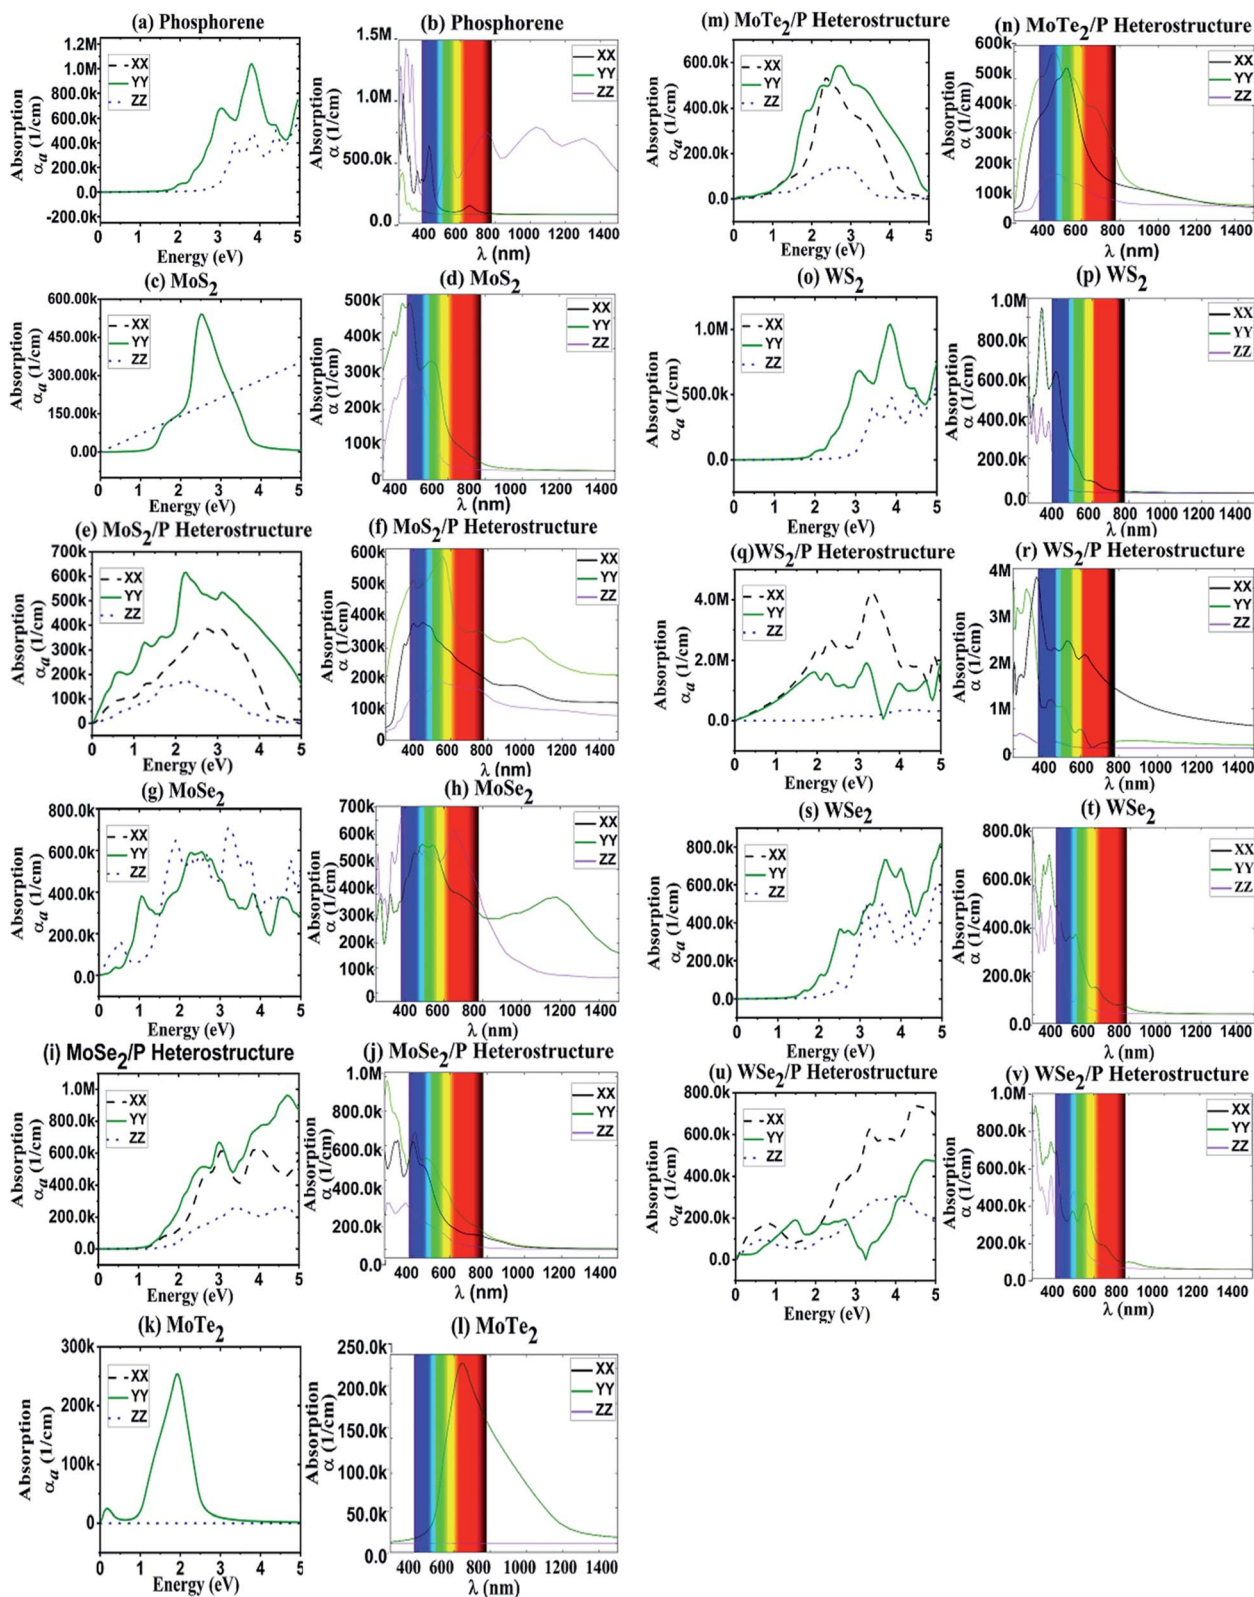 (a) Phosphorene
1.2M
1.0M
800.0k
600.0k
400.0k
200.0k
0.0
-200.0k
XX
YY
ZZ
Absorption
αa (1/cm)
0 1 2 3 4 5
Energy (eV)
(b) Phosphorene
1.5M
1.0M
500.0k
0.0
XX
YY
ZZ
Absorption
α (1/cm)
400 600 800 1000 1200 1400
λ (nm)
(c) MoS2
600.00k
450.00k
300.00k
150.00k
0.00
XX
YY
ZZ
Absorption
αa (1/cm)
0 1 2 3 4 5
Energy (eV)
(d) MoS2
500k
400k
300k
200k
100k
0
XX
YY
ZZ
Absorption
α (1/cm)
400 600 800 1000 1200 1400
λ (nm)
(e) MoS2/P Heterostructure
700k
600k
500k
400k
300k
200k
100k
0
XX
YY
ZZ
Absorption
αa (1/cm)
0 1 2 3 4 5
Energy (eV)
(f) MoS2/P Heterostructure
600k
500k
400k
300k
200k
100k
0
XX
YY
ZZ
Absorption
α (1/cm)
400 600 800 1000 1200 1400
λ (nm)
(g) MoSe2
800.0k
600.0k
400.0k
200.0k
0.0
XX
YY
ZZ
Absorption
αa (1/cm)
0 1 2 3 4 5
Energy (eV)
(h) MoSe2
700k
600k
500k
400k
300k
200k
100k
0
XX
YY
ZZ
Absorption
α (1/cm)
400 600 800 1000 1200 1400
λ (nm)
(i) MoSe2/P Heterostructure
1.0M
800.0k
600.0k
400.0k
200.0k
0.0
XX
YY
ZZ
Absorption
αa (1/cm)
0 1 2 3 4 5
Energy (eV)
(j) MoSe2/P Heterostructure
1.0M
800.0k
600.0k
400.0k
200.0k
0.0
XX
YY
ZZ
Absorption
α (1/cm)
400 600 800 1000 1200 1400
λ (nm)
(k) MoTe2
300k
200k
100k
0
XX
YY
ZZ
Absorption
αa (1/cm)
0 1 2 3 4 5
Energy (eV)
(l) MoTe2
250.0k
200.0k
150.0k
100.0k
50.0k
0.0
XX
YY
ZZ
Absorption
α (1/cm)
400 600 800 1000 1200 1400
λ (nm)
(m) MoTe2/P Heterostructure
600.0k
400.0k
200.0k
0.0
XX
YY
ZZ
Absorption
αa (1/cm)
0 1 2 3 4 5
Energy (eV)
(n) MoTe2/P Heterostructure
600k
500k
400k
300k
200k
100k
0
XX
YY
ZZ
Absorption
α (1/cm)
400 600 800 1000 1200 1400
λ (nm)
(o) WS2
1.0M
500.0k
0.0
XX
YY
ZZ
Absorption
αa (1/cm)
0 1 2 3 4 5
Energy (eV)
(p) WS2
1.0M
800.0k
600.0k
400.0k
200.0k
0.0
XX
YY
ZZ
Absorption
α (1/cm)
400 600 800 1000 1200 1400
λ (nm)
(q)WS2/P Heterostructure
4.0M
2.0M
0.0
XX
YY
ZZ
Absorption
αa (1/cm)
0 1 2 3 4 5
Energy (eV)
(r) WS2/P Heterostructure
4M
3M
2M
1M
0
XX
YY
ZZ
Absorption
α (1/cm)
400 600 800 1000 1200 1400
λ (nm)
(s) WSe2
800.0k
600.0k
400.0k
200.0k
0.0
XX
YY
ZZ
Absorption
αa (1/cm)
0 1 2 3 4 5
Energy (eV)
(t) WSe2
800.0k
600.0k
400.0k
200.0k
0.0
XX
YY
ZZ
Absorption
α (1/cm)
400 600 800 1000 1200 1400
λ (nm)
(u) WSe2/P Heterostructure
800.0k
600.0k
400.0k
200.0k
0.0
XX
YY
ZZ
Absorption
αa (1/cm)
0 1 2 3 4 5
Energy (eV)
(v) WSe2/P Heterostructure
1.0M
800.0k
600.0k
400.0k
200.0k
0.0
XX
YY
ZZ
Absorption
α (1/cm)
400 600 800 1000 1200 1400
λ (nm)